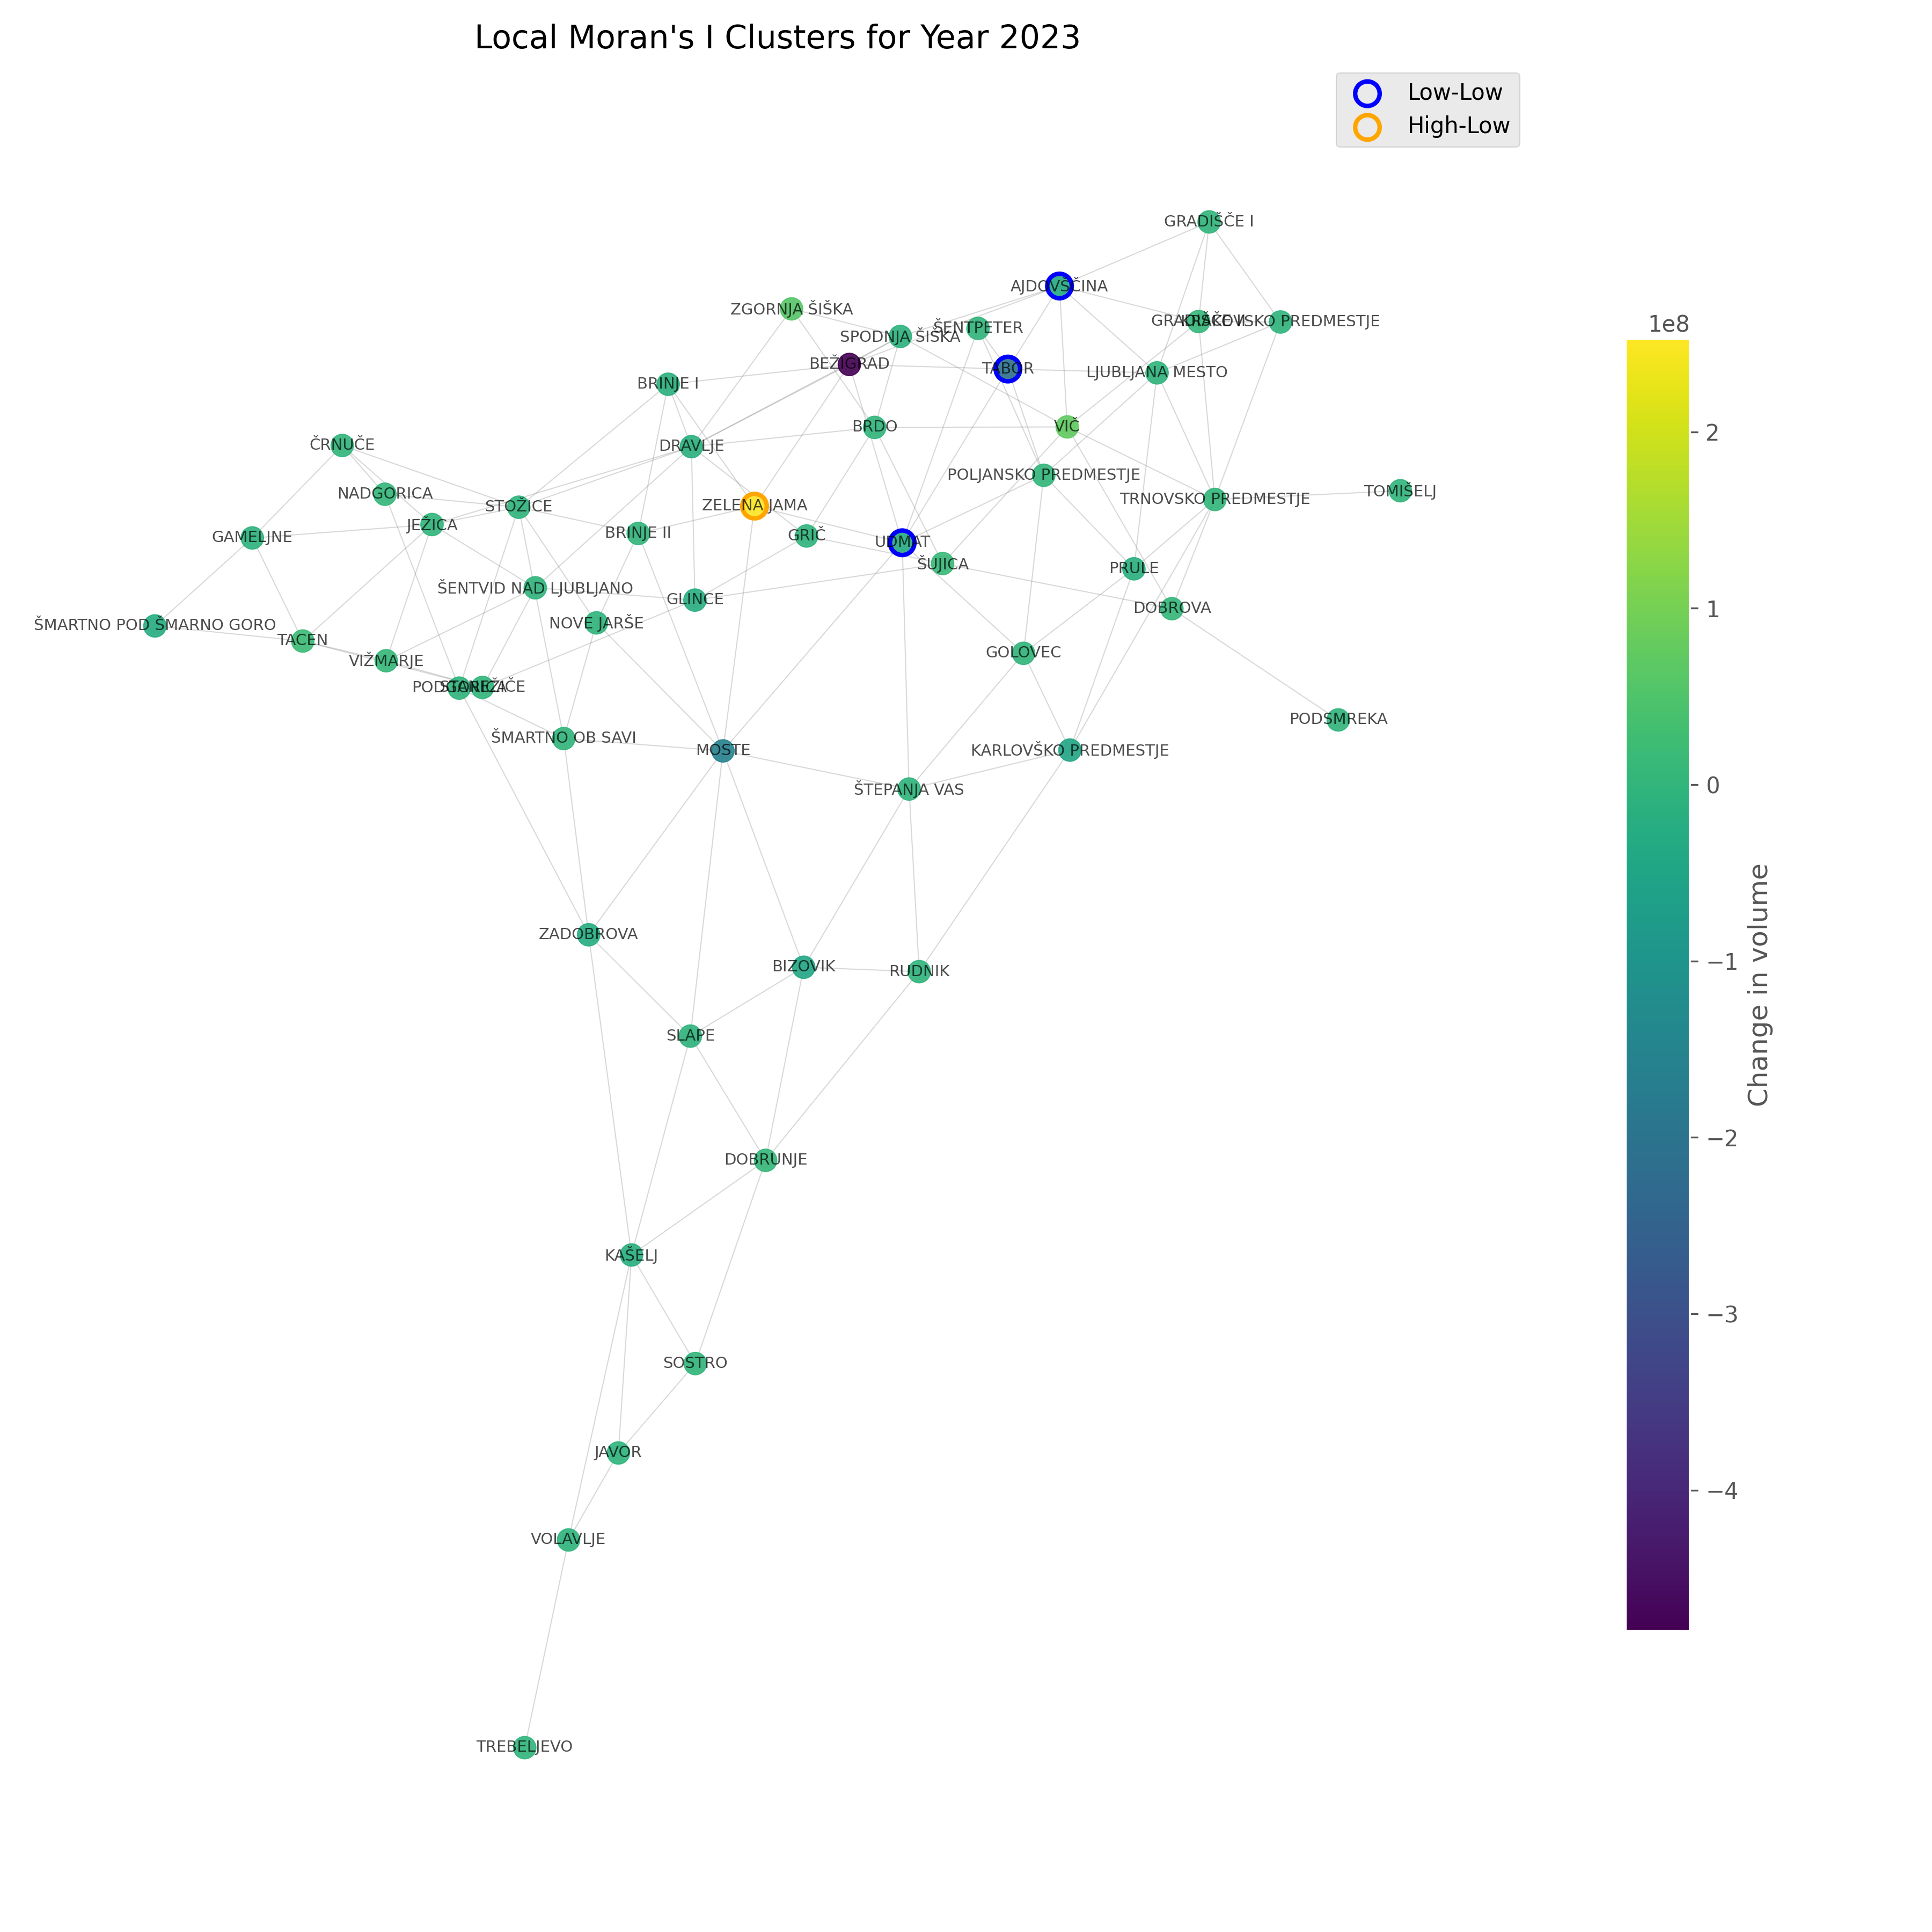 Local Moran's I Clusters for Year 2023
Low-Low
High-Low
GRADIŠČE I
AJDOVŠČINA
ZGORNJA ŠIŠKA
ŠENTPETER
GRADIŠČE II
KRAKOVSKO PREDMESTJE
SPODNJA ŠIŠKA
BEŽIGRAD
TABOR
LJUBLJANA MESTO
BRINJE I
BRDO
VIČ
ČRNUČE
DRAVLJE
POLJANSKO PREDMESTJE
NADGORICA
TOMIŠELJ
TRNOVSKO PREDMESTJE
STOŽICE
ZELENA JAMA
JEŽICA
BRINJE II
GRIČ
GAMELJNE
UDMAT
ŠUJICA
PRULE
ŠENTVID NAD LJUBLJANO
GLINCE
DOBROVA
NOVE JARŠE
ŠMARTNO POD ŠMARNO GORO
TACEN
VIŽMARJE
GOLOVEC
PODGORICA
STANEŽIČE
PODSMREKA
ŠMARTNO OB SAVI
MOSTE
KARLOVŠKO PREDMESTJE
ŠTEPANJA VAS
ZADOBROVA
BIZOVIK
RUDNIK
SLAPE
DOBRUNJE
KAŠELJ
SOSTRO
JAVOR
VOLAVLJE
TREBELJEVO
1e8
2
1
0
−1
−2
−3
−4
Change in volume